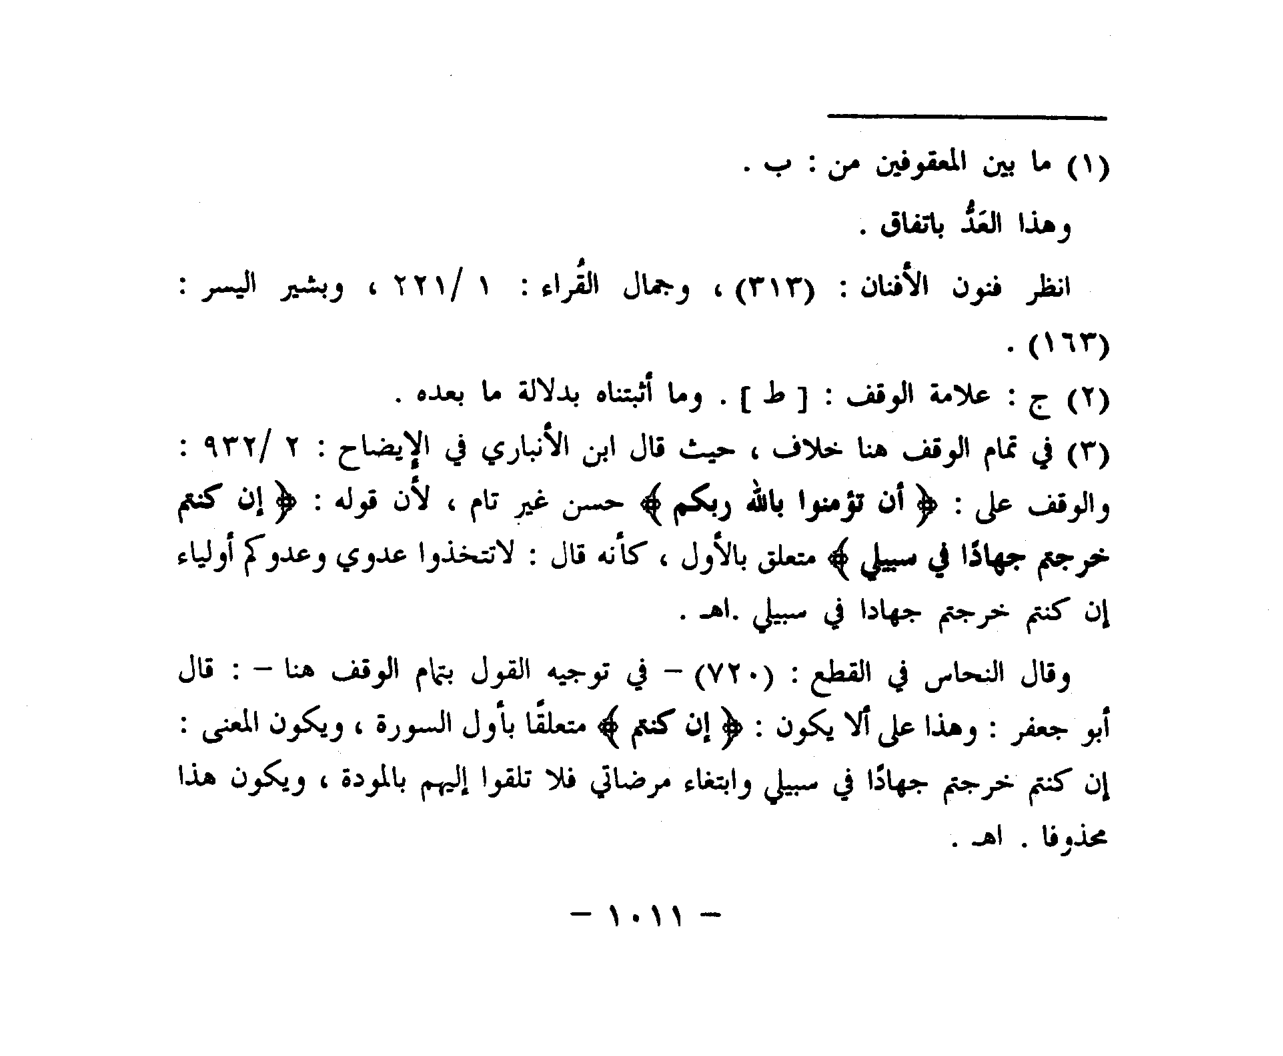 (١) ما بين المعقوفين من : ب .
وهذا العَدُّ باتفاق .
انظر فنون الأفنان : (٣١٣) ، وجمال القُراء : ١ /٢٢١ ، وبشير اليسر :
(١٦٣) .
(٢) ج : علامة الوقف : [ ط ] . وما أثبتناه بدلالة ما بعده .
(٣) في تمام الوقف هنا خلاف ، حيث قال ابن الأنباري في الإيضاح : ٢ /٩٣٢ :
والوقف على : ﴿ أن تؤمنوا بالله ربكم ﴾ حسن غير تام ، لأن قوله : ﴿ إن كنتم
خرجتم جهادًا في سبيلي ﴾ متعلق بالأول ، كأنه قال : لاتتخذوا عدوي وعدوكم أولياء
إن كنتم خرجتم جهادا في سبيلي .اهـ .
وقال النحاس في القطع : (٧٢٠) – في توجيه القول بتمام الوقف هنا – : قال
أبو جعفر : وهذا على ألا يكون : ﴿ إن كنتم ﴾ متعلقًا بأول السورة ، ويكون المعنى :
إن كنتم خرجتم جهادًا في سبيلي وابتغاء مرضاتي فلا تلقوا إليهم بالمودة ، ويكون هذا
محذوفا . اهـ .
– ١٠١١ –